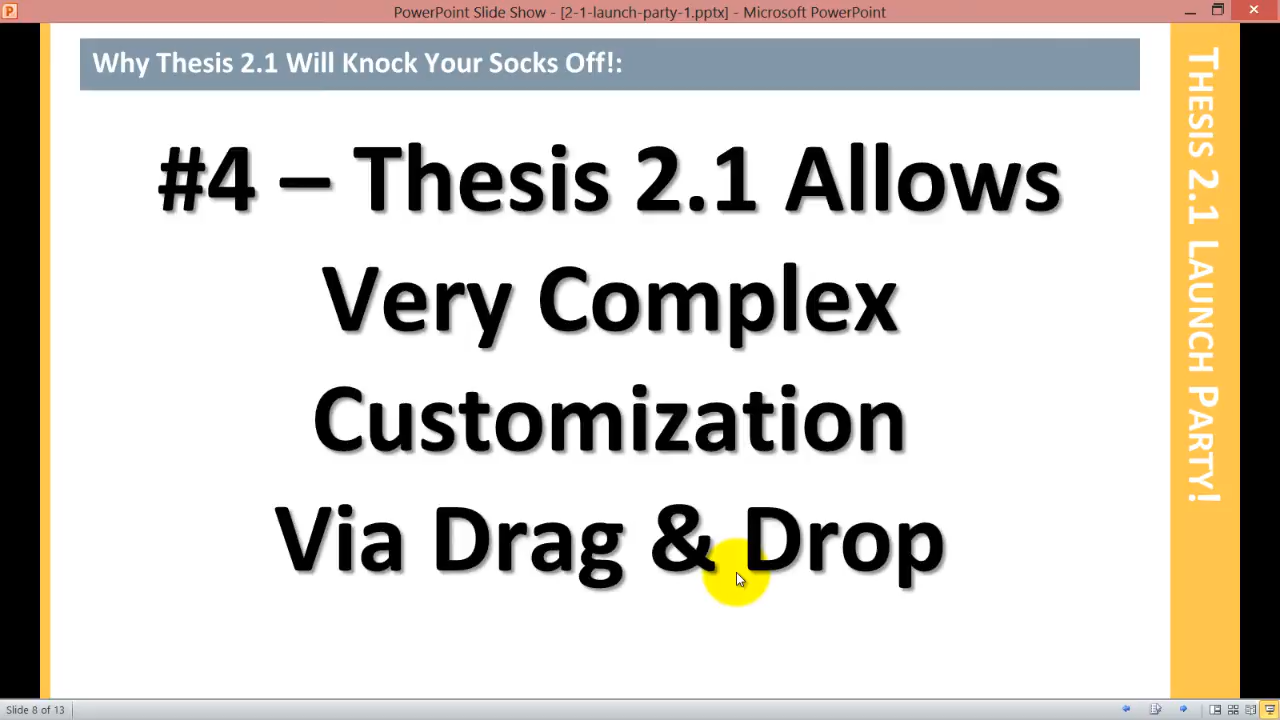 PowerPoint Slide Show - [2-1-launch-party-1.pptx] - Microsoft PowerPoint
Why Thesis 2.1 Will Knock Your Socks Off!:
#4 – Thesis 2.1 Allows
Very Complex
Customization
Via Drag & Drop
THESIS 2.1 LAUNCH PARTY!
Slide 8 of 13